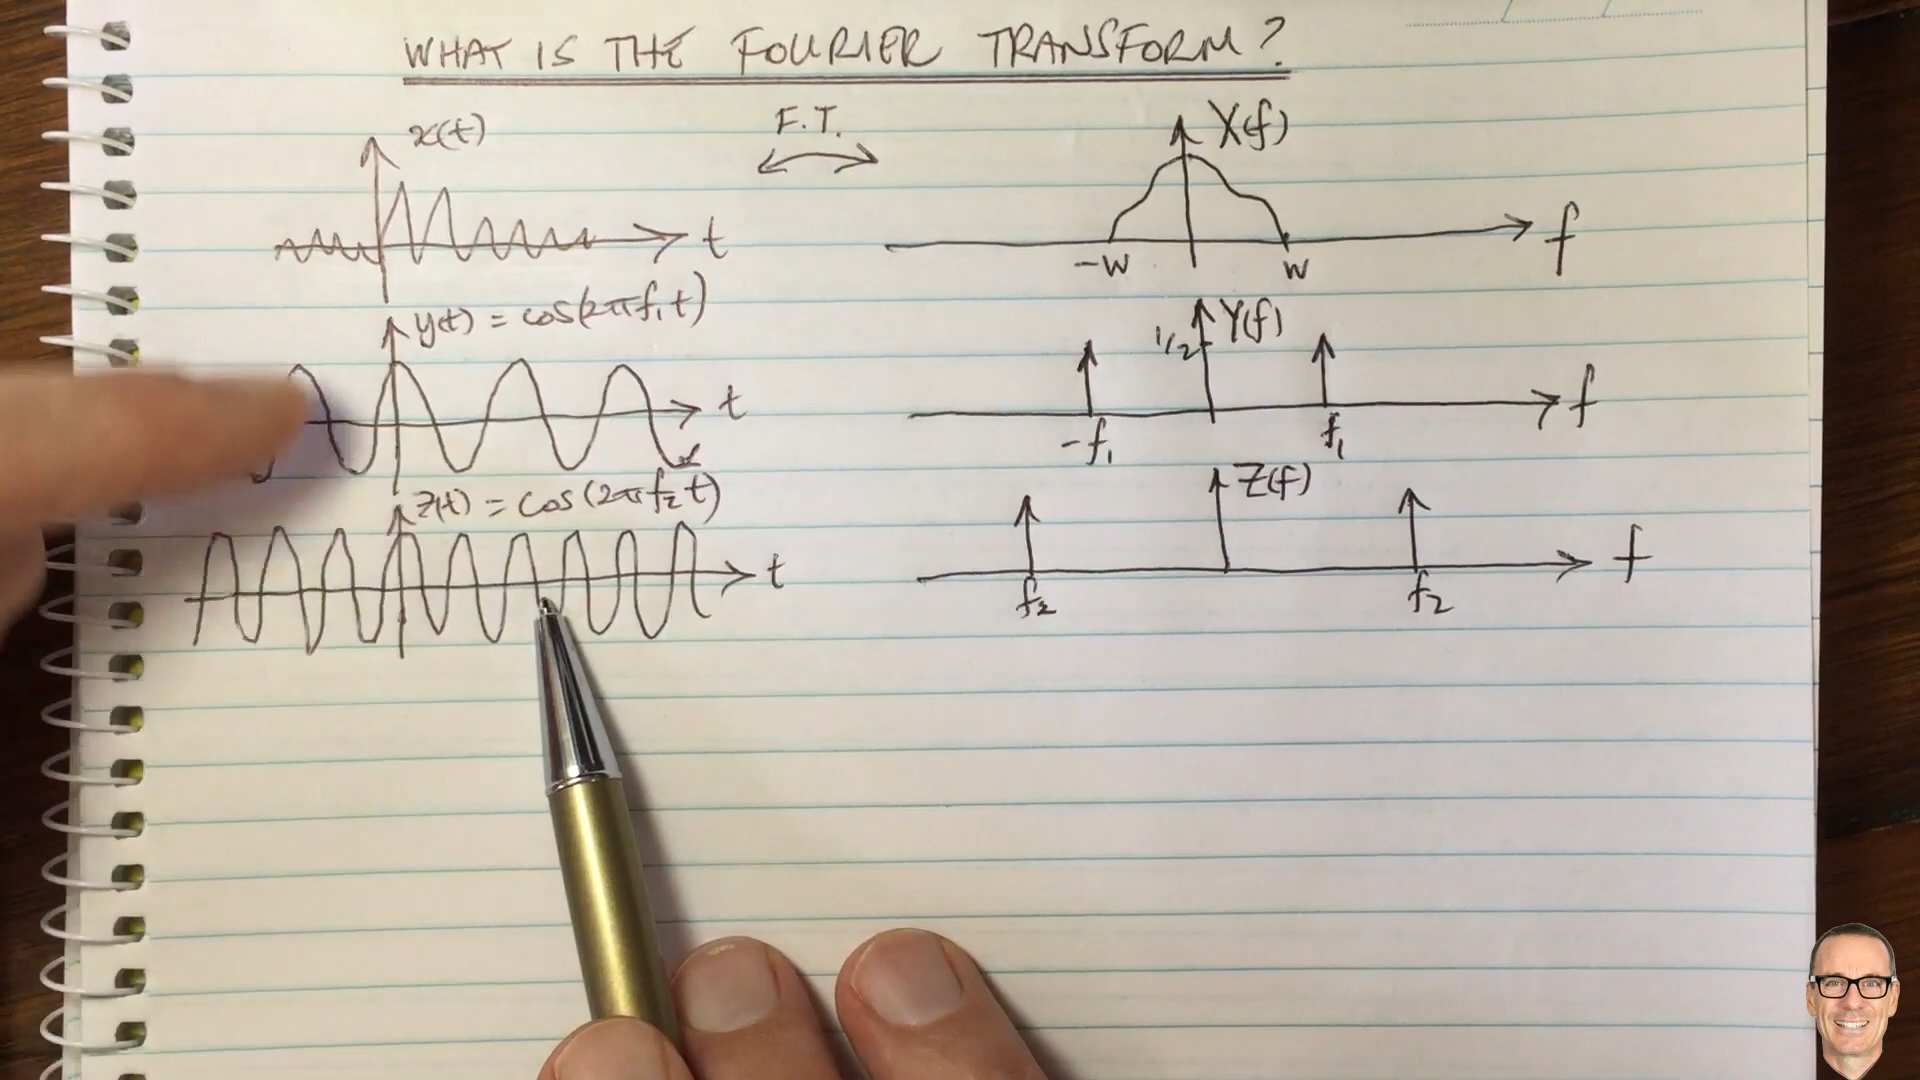 WHAT IS THE FOURIER TRANSFORM?
x(t)
F.T.
X(f)
t
f
-W
W
y(t) = cos(2πf₁t)
1/2
Y(f)
t
f
-f₁
f₁
z(t) = cos(2πf₂t)
Z(f)
t
f
f₂
f₂